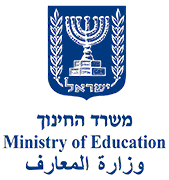 ישראל
משרד החינוך
Ministry of Education
وزارة المعارف